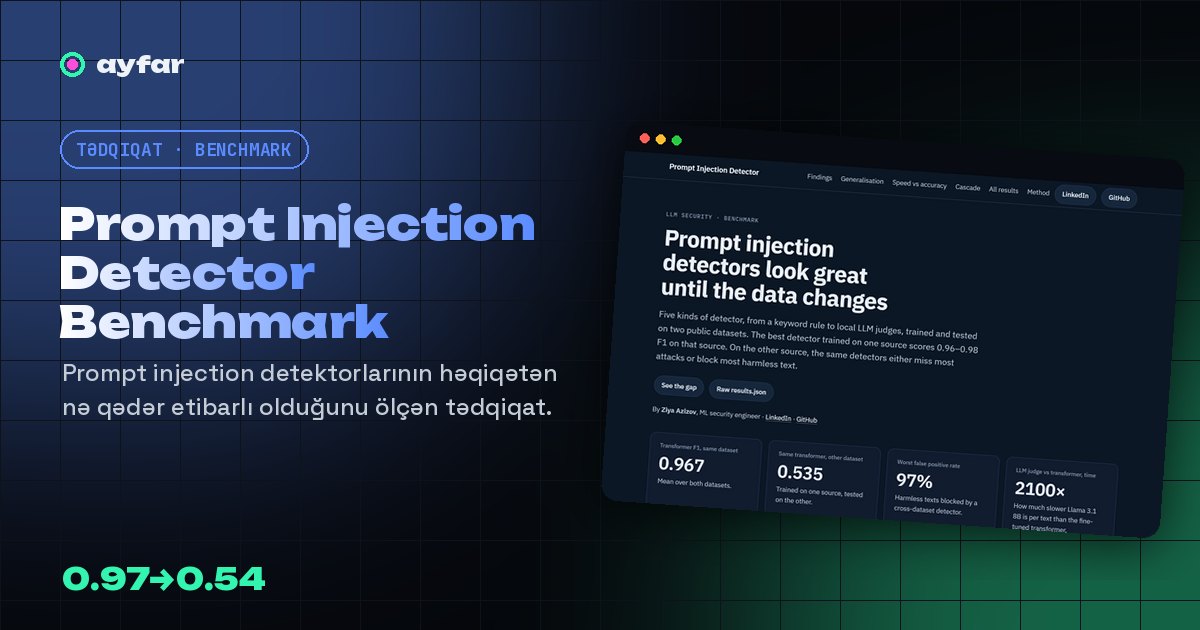 ayfar
TƏDQIQAT · BENCHMARK
Prompt Injection
Detector
Benchmark
Prompt injection detektorlarının həqiqətən
nə qədər etibarlı olduğunu ölçən tədqiqat.
0.97→0.54
Prompt Injection Detector
Findings Generalisation Speed vs accuracy Cascade All results Method LinkedIn GitHub
LLM SECURITY · BENCHMARK
Prompt injection
detectors look great
until the data changes
Five kinds of detector, from a keyword rule to local LLM judges, trained and tested
on two public datasets. The best detector trained on one source scores 0.96–0.98
F1 on that source. On the other source, the same detectors either miss most
attacks or block most harmless text.
See the gap Raw results.json
By Ziya Azizov, ML security engineer · LinkedIn · GitHub
Transformer F1, same dataset
0.967
Mean over both datasets.
Same transformer, other dataset
0.535
Trained on one source, tested
on the other.
Worst false positive rate
97%
Harmless texts blocked by a
cross-dataset detector.
LLM judge vs transformer, time
2100×
How much slower Llama 3.1
8B is per text than the fine-
tuned transformer.